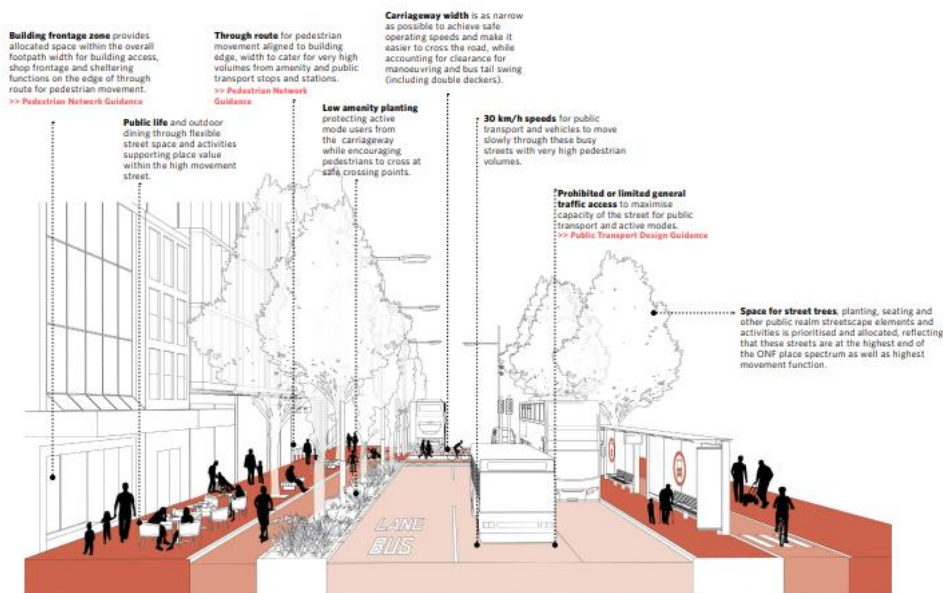 Building frontage zone provides
allocated space within the overall
footpath width for building access,
shop frontage and sheltering
functions on the edge of through
route for pedestrian movement.
>> Pedestrian Network Guidance
Public life and outdoor
dining through flexible
street space and activities
supporting place value
within the high movement
street.
Through route for pedestrian
movement aligned to building
edge, width to cater for very high
volumes from amenity and public
transport stops and stations.
>> Pedestrian Network
Guidance
Low amenity planting
protecting active
mode users from
the carriageway
while encouraging
pedestrians to cross at
safe crossing points.
Carriageway width is as narrow
as possible to achieve safe
operating speeds and make it
easier to cross the road, while
accounting for clearance for
manoeuvring and bus tail swing
(including double deckers).
30 km/h speeds for public
transport and vehicles to move
slowly through these busy
streets with very high pedestrian
volumes.
Prohibited or limited general
traffic access to maximise
capacity of the street for public
transport and active modes.
>> Public Transport Design Guidance
Space for street trees, planting, seating and
other public realm streetscape elements and
activities is prioritised and allocated, reflecting
that these streets are at the highest end of
the ONF place spectrum as well as highest
movement function.
LANE
BUS